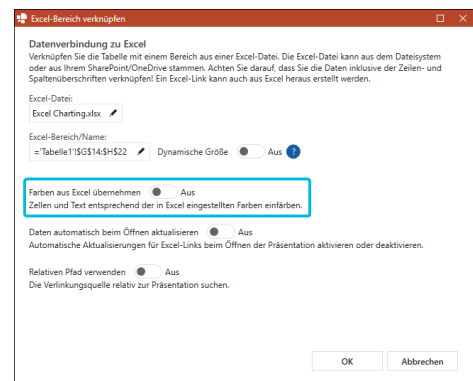 Excel-Bereich verknüpfen
Datenverbindung zu Excel
Verknüpfen Sie die Tabelle mit einem Bereich aus einer Excel-Datei. Die Excel-Datei kann aus dem Dateisystem
oder aus Ihrem SharePoint/OneDrive stammen. Achten Sie darauf, dass Sie die Daten inklusive der Zeilen- und
Spaltenüberschriften verknüpfen! Ein Excel-Link kann auch aus Excel heraus erstellt werden.
Excel-Datei:
Excel Charting.xlsx
Excel-Bereich/Name:
='Tabelle1'!$G$14:$H$22 Dynamische Größe Aus ?
Farben aus Excel übernehmen Aus
Zellen und Text entsprechend der in Excel eingestellten Farben einfärben.
Daten automatisch beim Öffnen aktualisieren Aus
Automatische Aktualisierungen für Excel-Links beim Öffnen der Präsentation aktivieren oder deaktivieren.
Relativen Pfad verwenden Aus
Die Verlinkungsquelle relativ zur Präsentation suchen.
OK Abbrechen